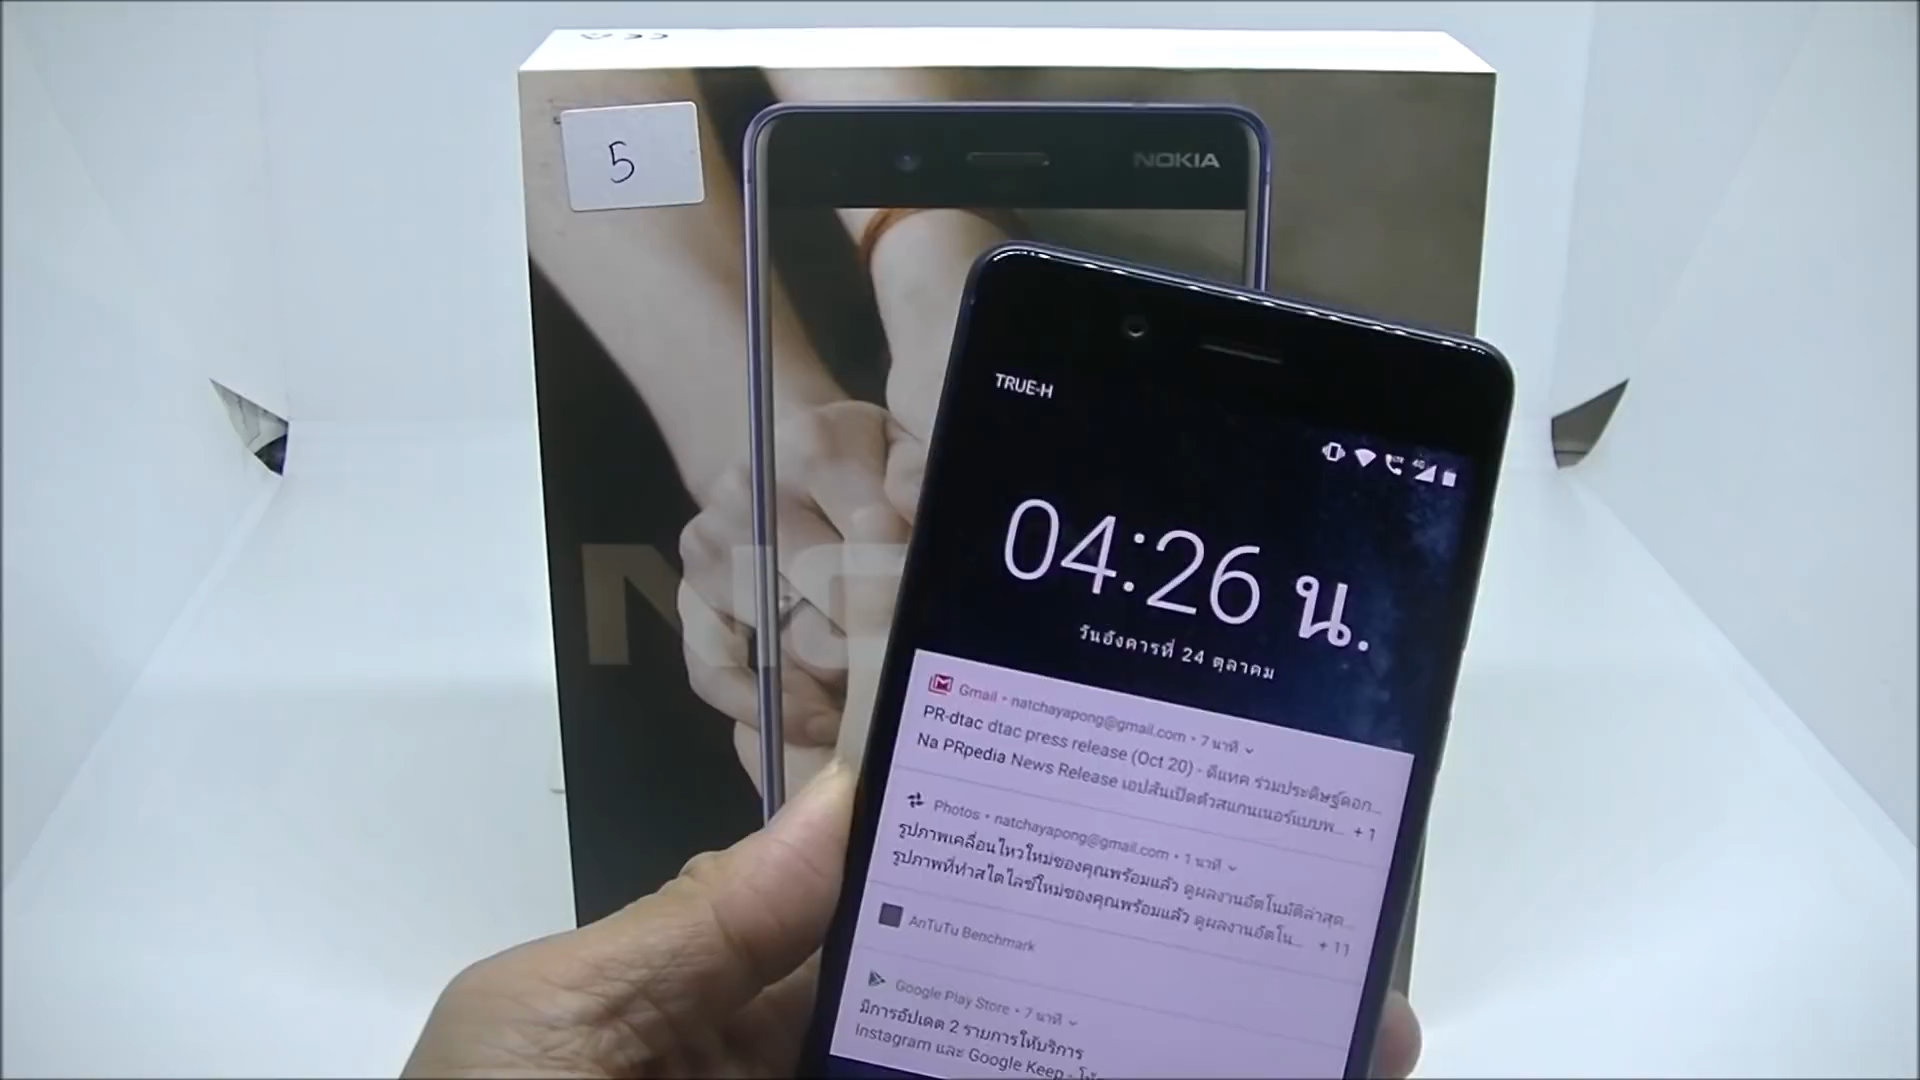 5
NOKIA
TRUE-H
LTE
4G
04:26 น.
วันอังคารที่ 24 ตุลาคม
Gmail • natchayapong@gmail.com • 7 นาที
PR-dtac dtac press release (Oct 20) - ดีแทค ร่วมประดิษฐ์ดอก...
Na PRpedia News Release เอปสันเปิดตัวสแกนเนอร์แบบพ... + 1
Photos • natchayapong@gmail.com • 1 นาที
รูปภาพเคลื่อนไหวใหม่ของคุณพร้อมแล้ว ดูผลงานอัตโนมัติล่าสุด...
รูปภาพที่ทำสไตไลซ์ใหม่ของคุณพร้อมแล้ว ดูผลงานอัตโน... + 11
AnTuTu Benchmark
Google Play Store • 7 นาที
มีการอัปเดต 2 รายการให้บริการ
Instagram และ Google Keep -